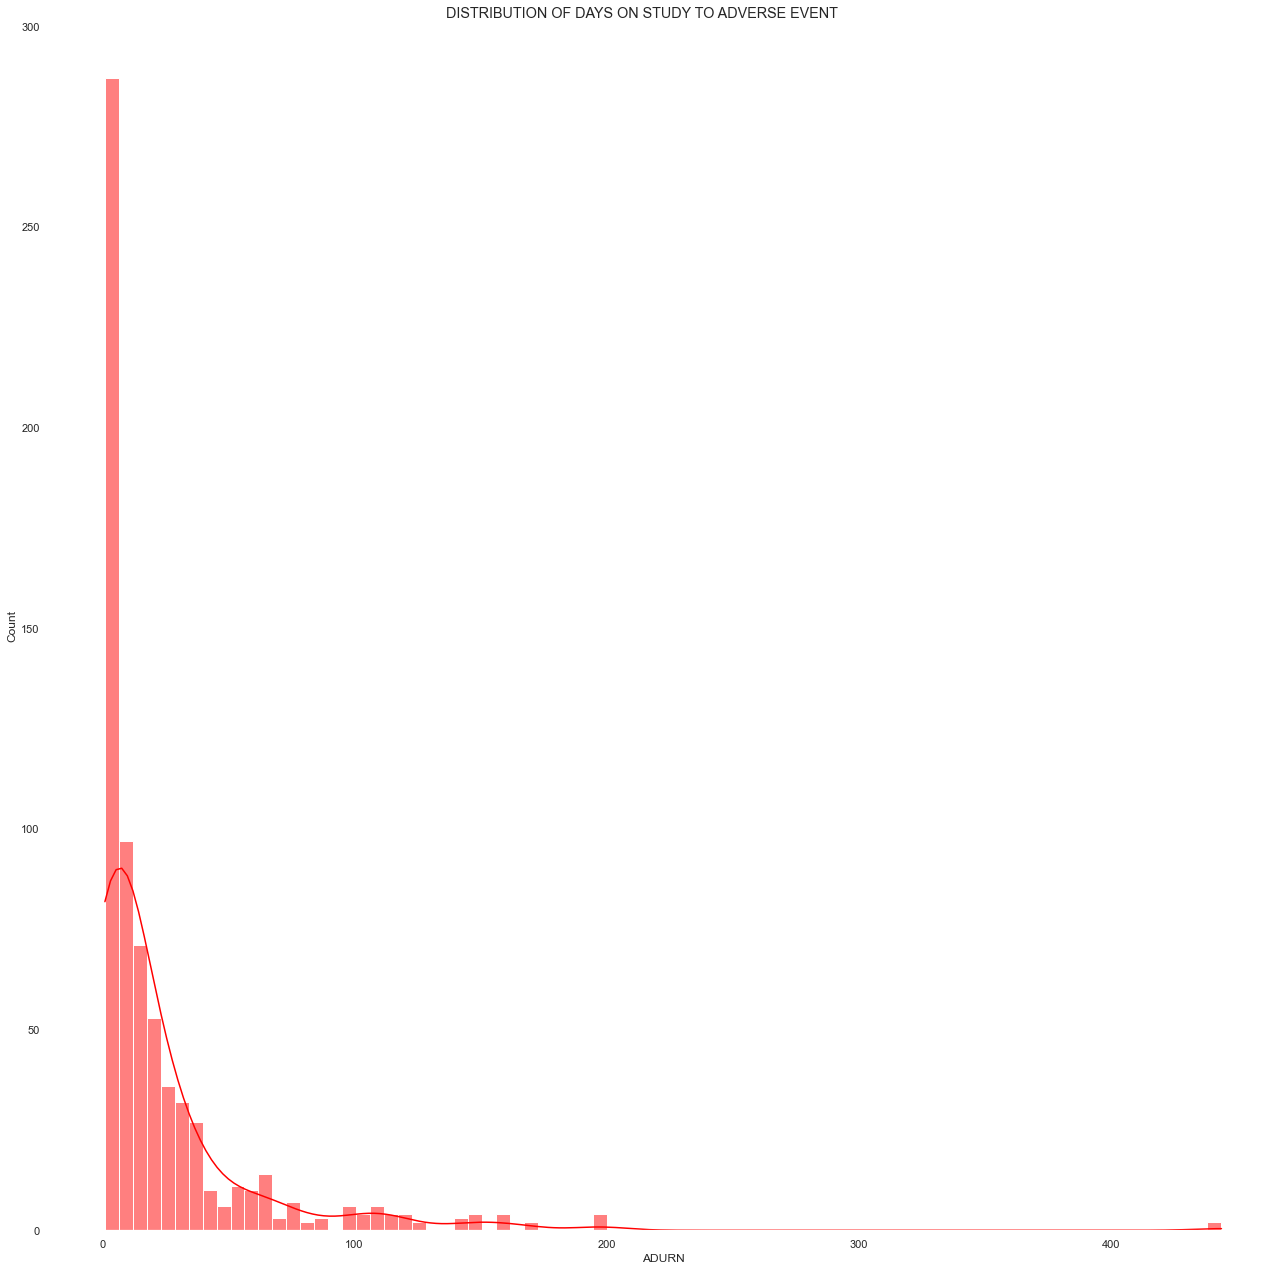 DISTRIBUTION OF DAYS ON STUDY TO ADVERSE EVENT
300
250
200
150
100
50
0
Count
0 100 200 300 400
ADURN